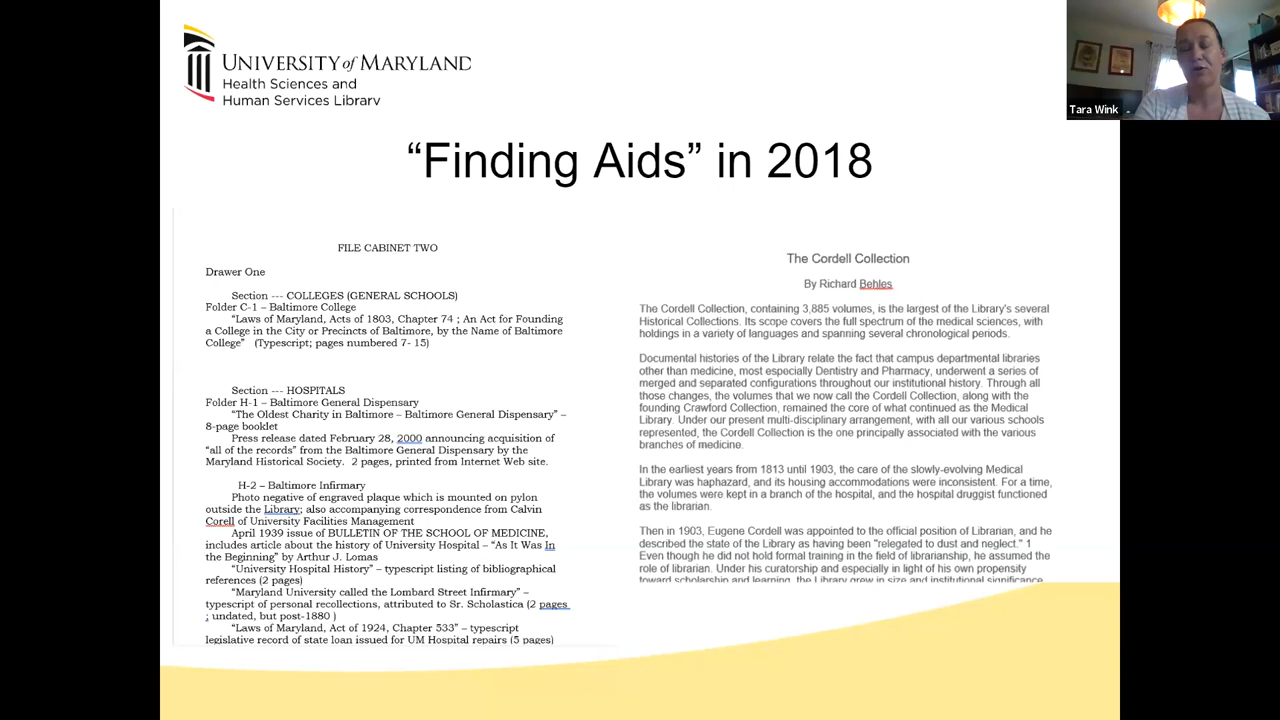 UNIVERSITY of MARYLAND
Health Sciences and
Human Services Library
Tara Wink
“Finding Aids” in 2018
FILE CABINET TWO
Drawer One
Section --- COLLEGES (GENERAL SCHOOLS)
Folder C-1 – Baltimore College
“Laws of Maryland, Acts of 1803, Chapter 74 ; An Act for Founding
a College in the City or Precincts of Baltimore, by the Name of Baltimore
College” (Typescript; pages numbered 7- 15)
Section --- HOSPITALS
Folder H-1 – Baltimore General Dispensary
“The Oldest Charity in Baltimore – Baltimore General Dispensary” –
8-page booklet
Press release dated February 28, 2000 announcing acquisition of
“all of the records” from the Baltimore General Dispensary by the
Maryland Historical Society. 2 pages, printed from Internet Web site.
H-2 – Baltimore Infirmary
Photo negative of engraved plaque which is mounted on pylon
outside the Library; also accompanying correspondence from Calvin
Corell of University Facilities Management
April 1939 issue of BULLETIN OF THE SCHOOL OF MEDICINE,
includes article about the history of University Hospital – “As It Was In
the Beginning” by Arthur J. Lomas
“University Hospital History” – typescript listing of bibliographical
references (2 pages)
“Maryland University called the Lombard Street Infirmary” –
typescript of personal recollections, attributed to Sr. Scholastica (2 pages
; undated, but post-1880 )
“Laws of Maryland, Act of 1924, Chapter 533” – typescript
legislative record of state loan issued for UM Hospital repairs (5 pages)
The Cordell Collection
By Richard Behles
The Cordell Collection, containing 3,885 volumes, is the largest of the Library's several
Historical Collections. Its scope covers the full spectrum of the medical sciences, with
holdings in a variety of languages and spanning several chronological periods.
Documental histories of the Library relate the fact that campus departmental libraries
other than medicine, most especially Dentistry and Pharmacy, underwent a series of
merged and separated configurations throughout our institutional history. Through all
those changes, the volumes that we now call the Cordell Collection, along with the
founding Crawford Collection, remained the core of what continued as the Medical
Library. Under our present multi-disciplinary arrangement, with all our various schools
represented, the Cordell Collection is the one principally associated with the various
branches of medicine.
In the earliest years from 1813 until 1903, the care of the slowly-evolving Medical
Library was haphazard, and its housing accommodations were inconsistent. For a time,
the volumes were kept in a branch of the hospital, and the hospital druggist functioned
as the librarian.
Then in 1903, Eugene Cordell was appointed to the official position of Librarian, and he
described the state of the Library as having been "relegated to dust and neglect." 1
Even though he did not hold formal training in the field of librarianship, he assumed the
role of librarian. Under his curatorship and especially in light of his own propensity
toward scholarship and learning, the Library grew in size and institutional significance.